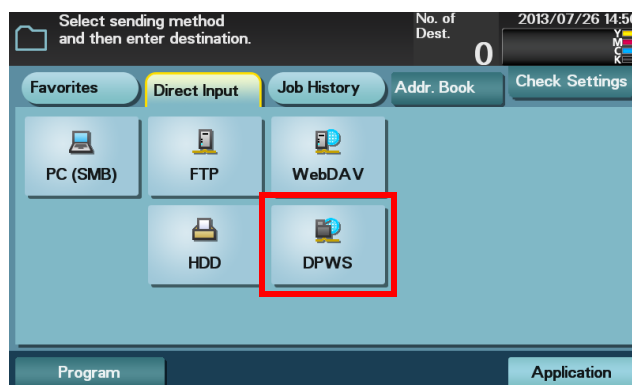 Select sending method
and then enter destination.
No. of
Dest.
0
2013/07/26 14:56
Y
M
C
K
Favorites
Direct Input
Job History
Addr. Book
Check Settings
PC (SMB)
FTP
WebDAV
HDD
DPWS
Program
Application